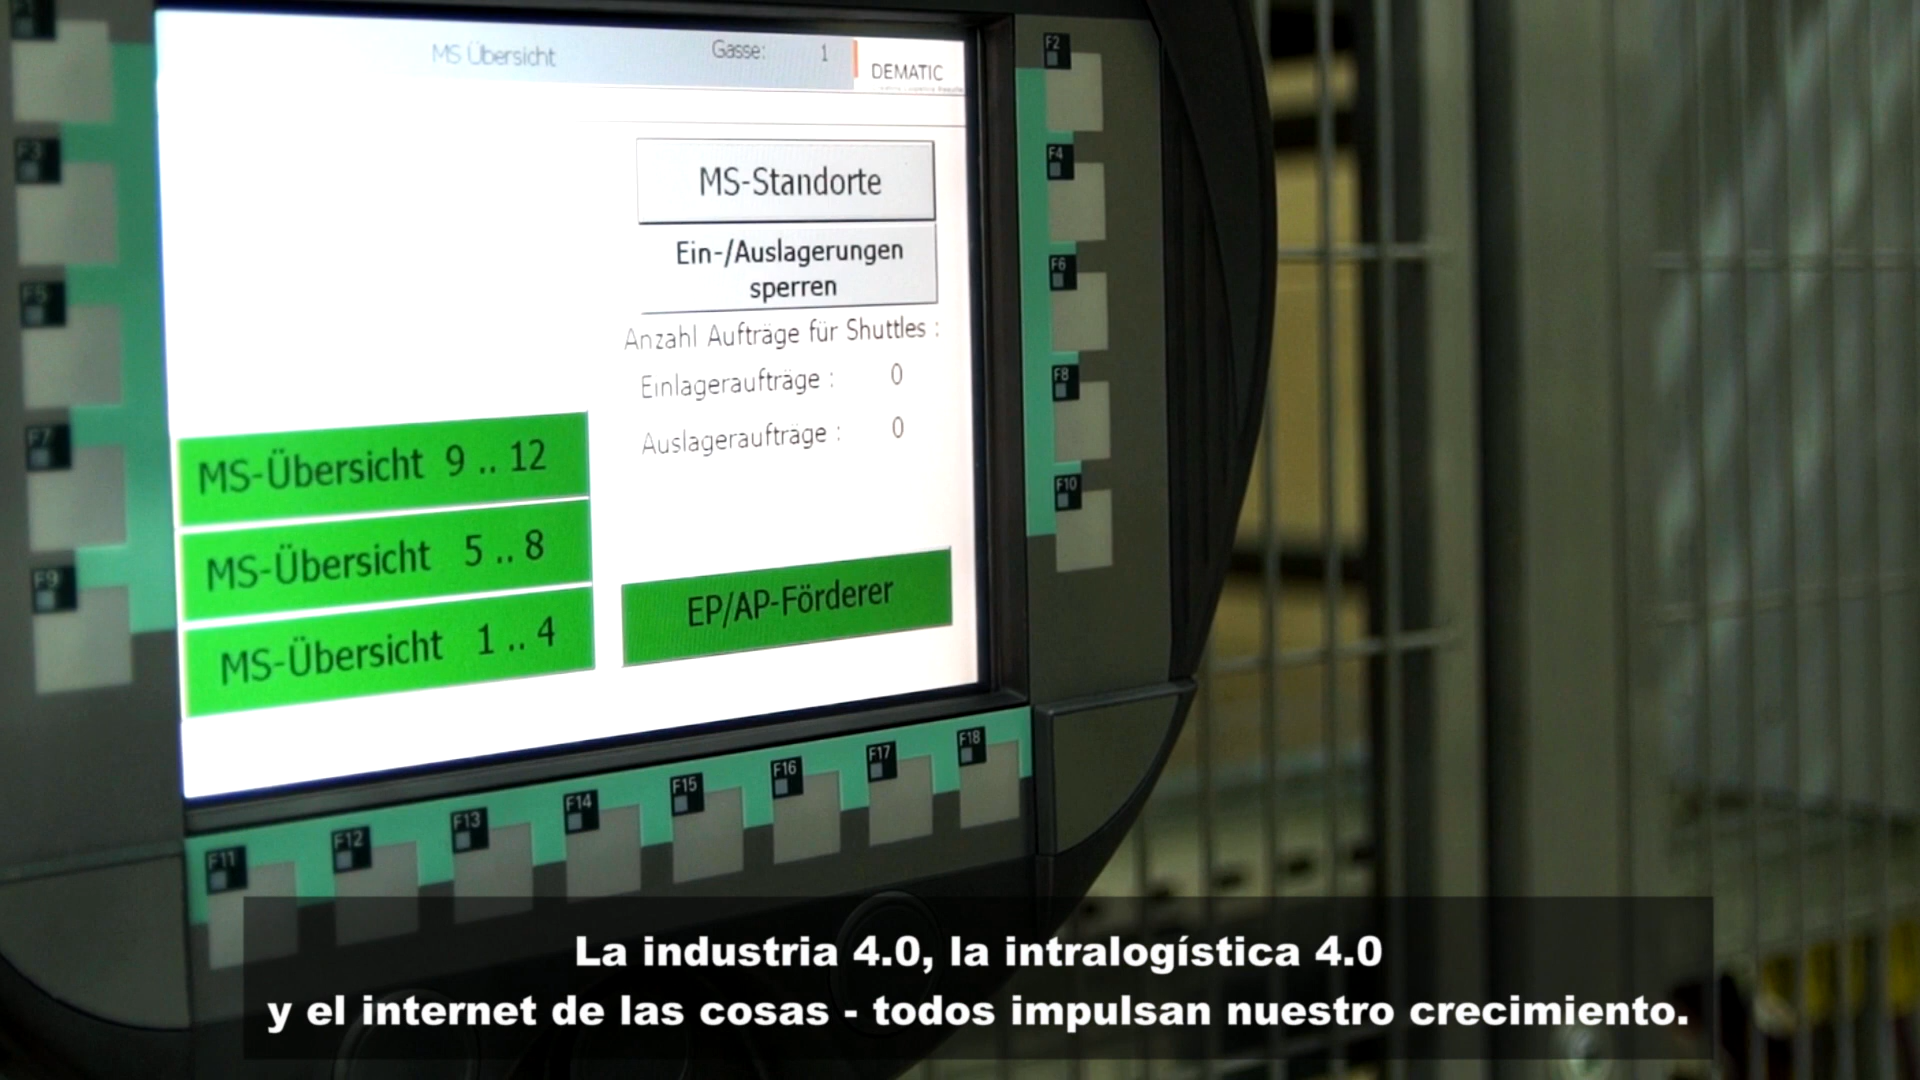 MS Übersicht Gasse: 1
DEMATIC
MS-Standorte
Ein-/Auslagerungen
sperren
Anzahl Aufträge für Shuttles :
Einlageraufträge : 0
Auslageraufträge : 0
MS-Übersicht 9 .. 12
MS-Übersicht 5 .. 8
MS-Übersicht 1 .. 4
EP/AP-Förderer
F3
F5
F7
F9
F2
F4
F6
F8
F10
F11 F12 F13 F14 F15 F16 F17 F18
La industria 4.0, la intralogística 4.0
y el internet de las cosas - todos impulsan nuestro crecimiento.